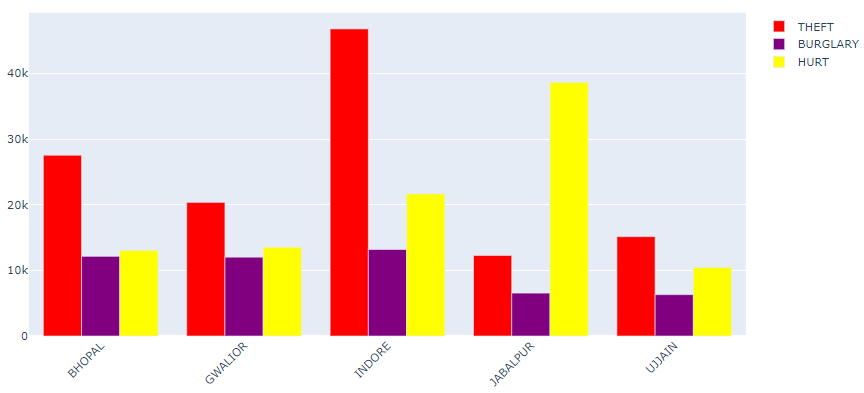 THEFT
BURGLARY
HURT
40k
30k
20k
10k
0
BHOPAL
GWALIOR
INDORE
JABALPUR
UJJAIN